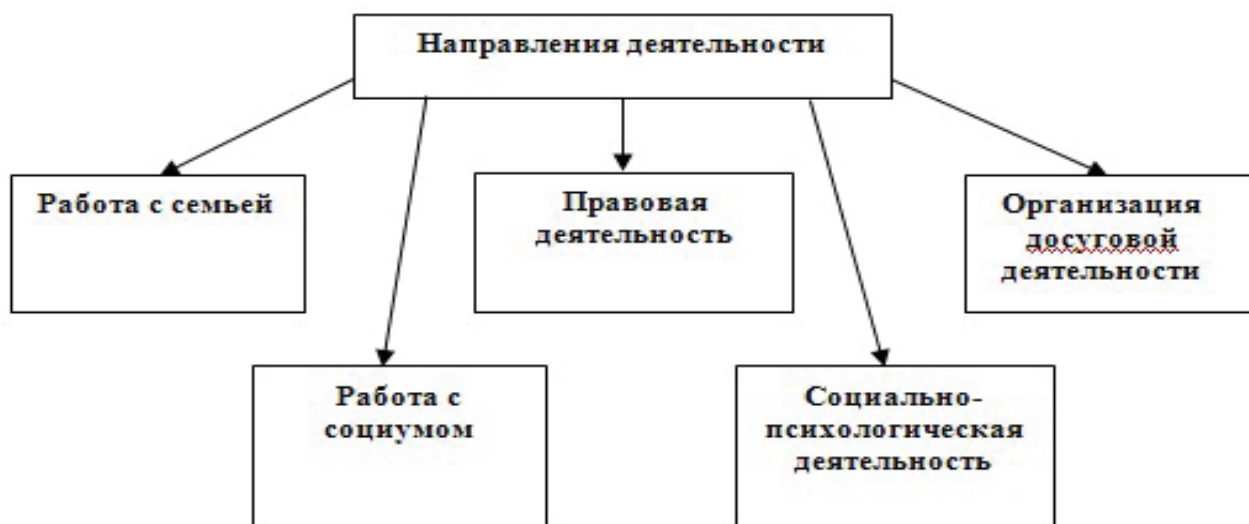 Направления деятельности
Работа с семьей
Правовая
деятельность
Организация
досуговой
деятельности
Работа с
социумом
Социально-
психологическая
деятельность